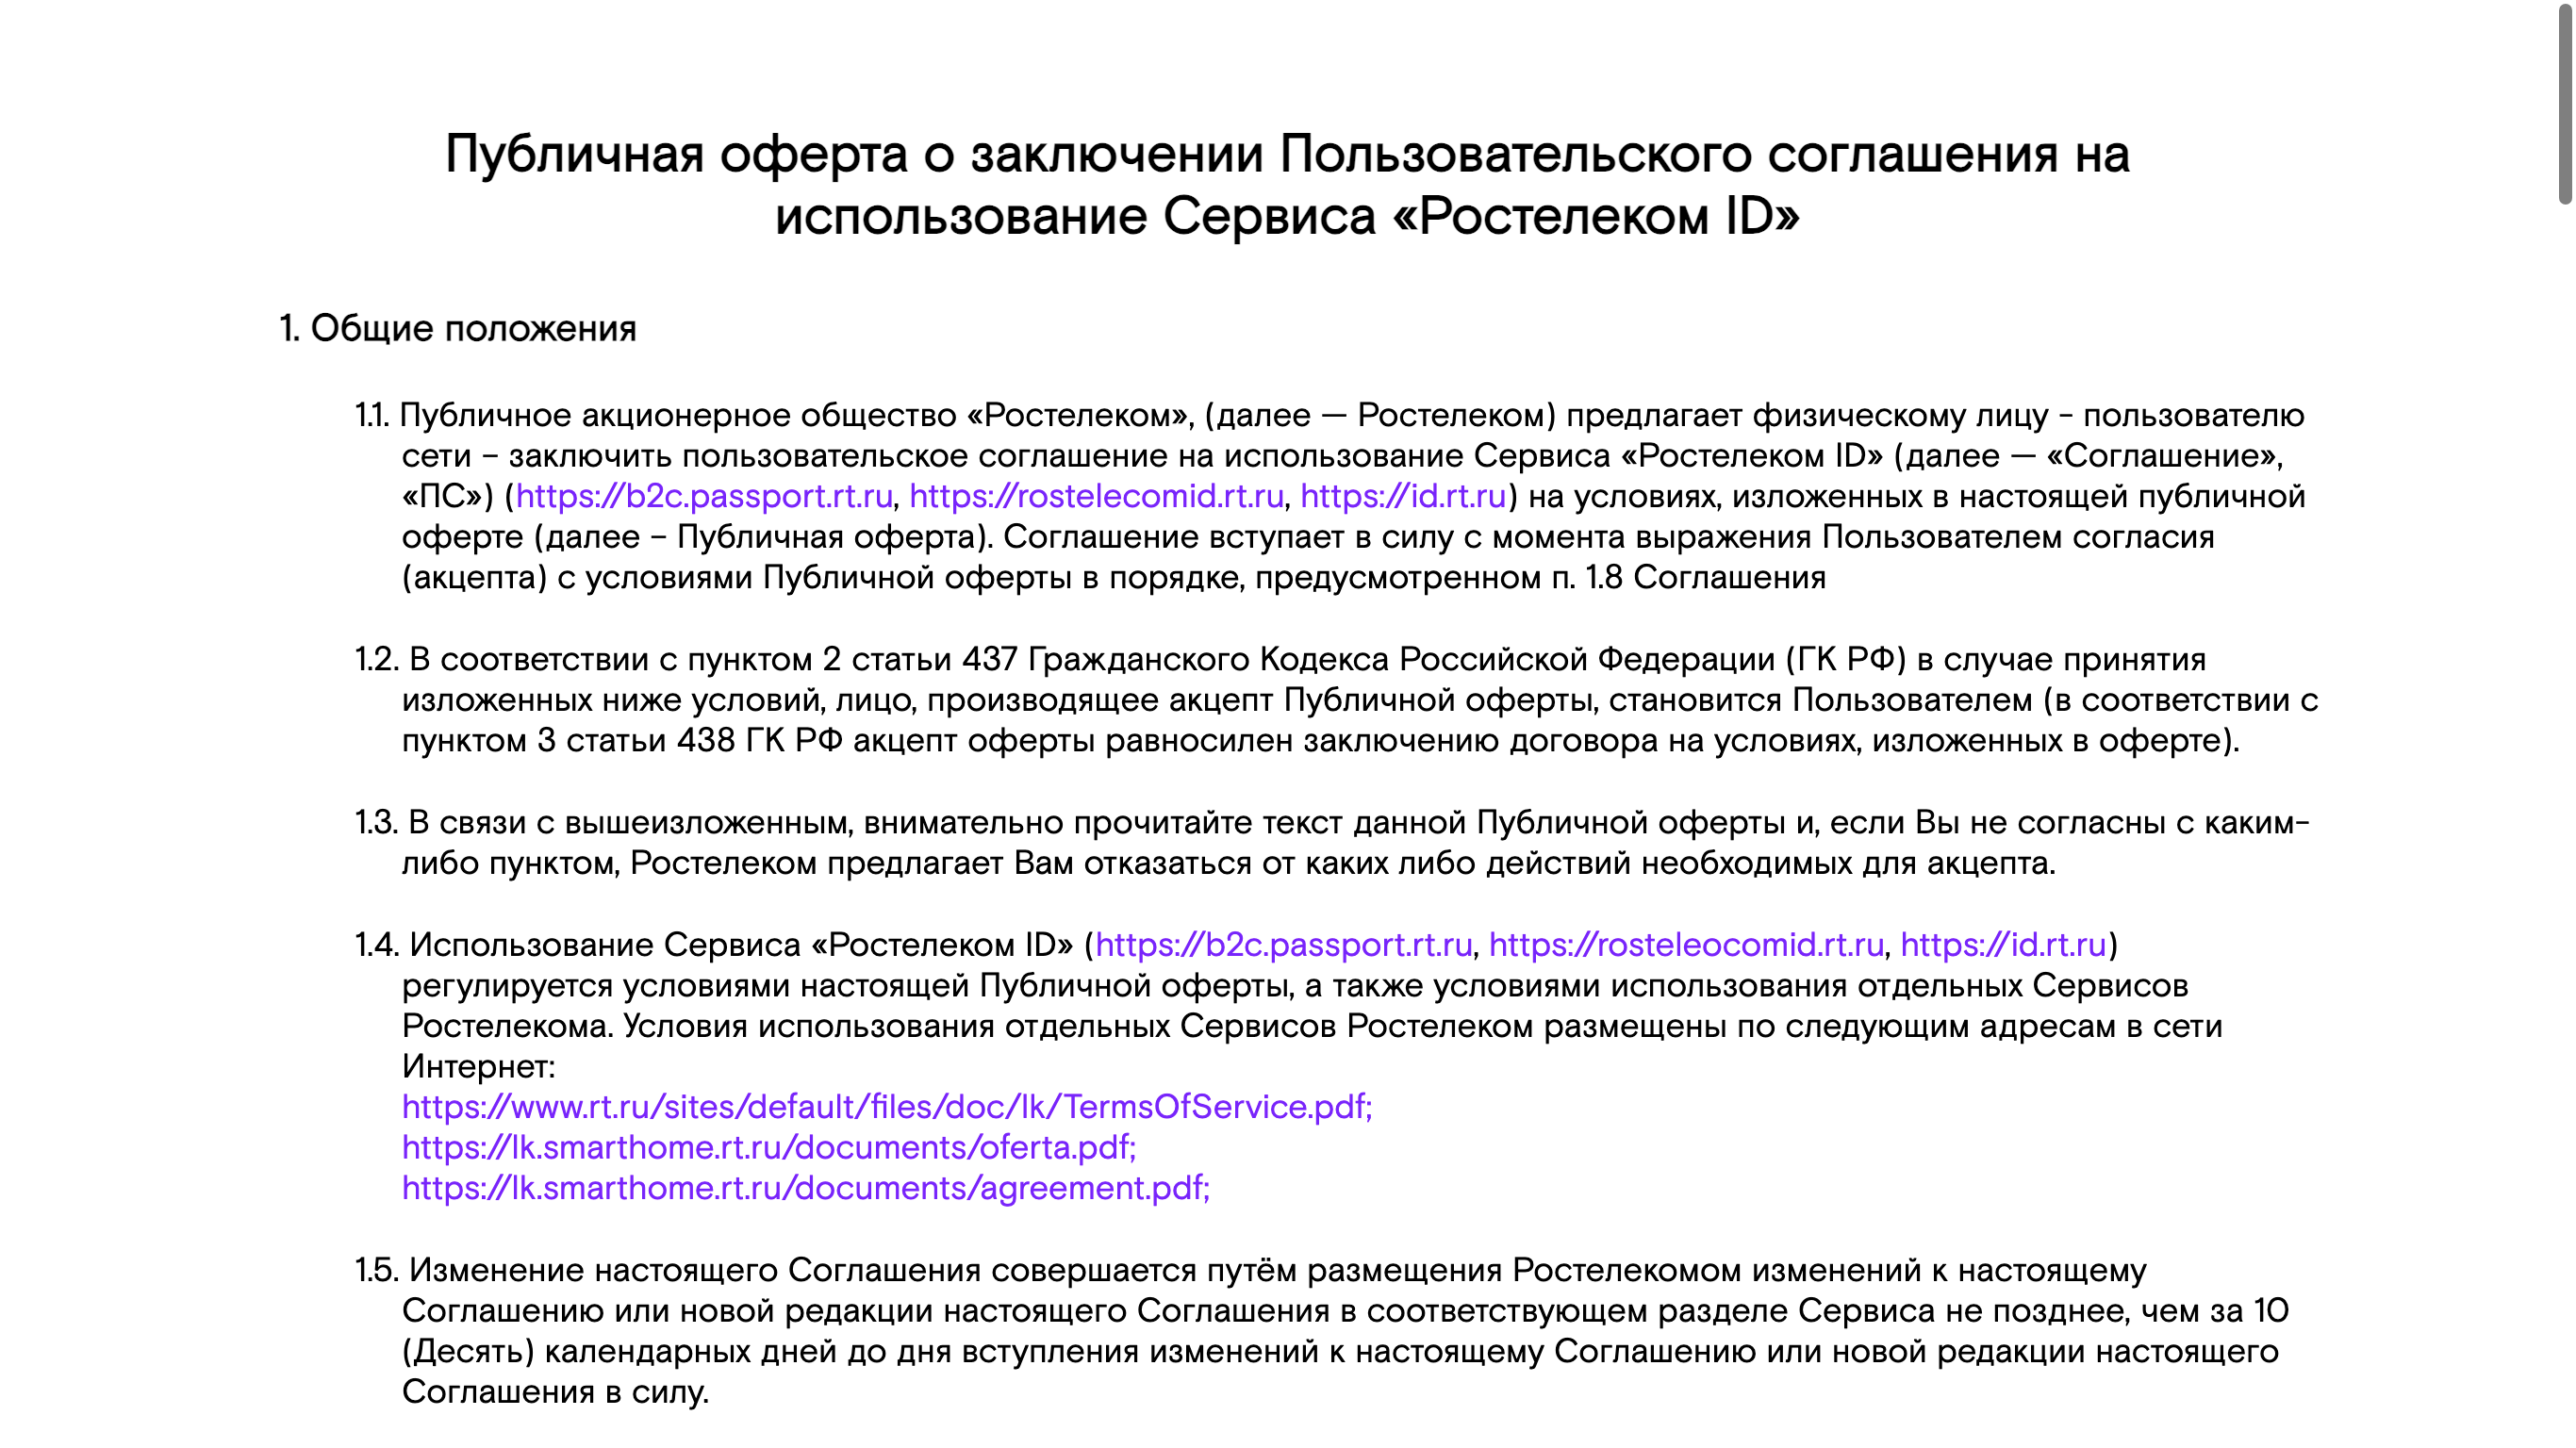 Публичная оферта о заключении Пользовательского соглашения на
использование Сервиса «Ростелеком ID»
1. Общие положения
1.1. Публичное акционерное общество «Ростелеком», (далее — Ростелеком) предлагает физическому лицу - пользователю
сети – заключить пользовательское соглашение на использование Сервиса «Ростелеком ID» (далее — «Соглашение»,
«ПС») (https://b2c.passport.rt.ru, https://rostelecomid.rt.ru, https://id.rt.ru) на условиях, изложенных в настоящей публичной
оферте (далее – Публичная оферта). Соглашение вступает в силу с момента выражения Пользователем согласия
(акцепта) с условиями Публичной оферты в порядке, предусмотренном п. 1.8 Соглашения
1.2. В соответствии с пунктом 2 статьи 437 Гражданского Кодекса Российской Федерации (ГК РФ) в случае принятия
изложенных ниже условий, лицо, производящее акцепт Публичной оферты, становится Пользователем (в соответствии с
пунктом 3 статьи 438 ГК РФ акцепт оферты равносилен заключению договора на условиях, изложенных в оферте).
1.3. В связи с вышеизложенным, внимательно прочитайте текст данной Публичной оферты и, если Вы не согласны с каким-
либо пунктом, Ростелеком предлагает Вам отказаться от каких либо действий необходимых для акцепта.
1.4. Использование Сервиса «Ростелеком ID» (https://b2c.passport.rt.ru, https://rosteleocomid.rt.ru, https://id.rt.ru)
регулируется условиями настоящей Публичной оферты, а также условиями использования отдельных Сервисов
Ростелекома. Условия использования отдельных Сервисов Ростелеком размещены по следующим адресам в сети
Интернет:
https://www.rt.ru/sites/default/files/doc/lk/TermsOfService.pdf;
https://lk.smarthome.rt.ru/documents/oferta.pdf;
https://lk.smarthome.rt.ru/documents/agreement.pdf;
1.5. Изменение настоящего Соглашения совершается путём размещения Ростелекомом изменений к настоящему
Соглашению или новой редакции настоящего Соглашения в соответствующем разделе Сервиса не позднее, чем за 10
(Десять) календарных дней до дня вступления изменений к настоящему Соглашению или новой редакции настоящего
Соглашения в силу.